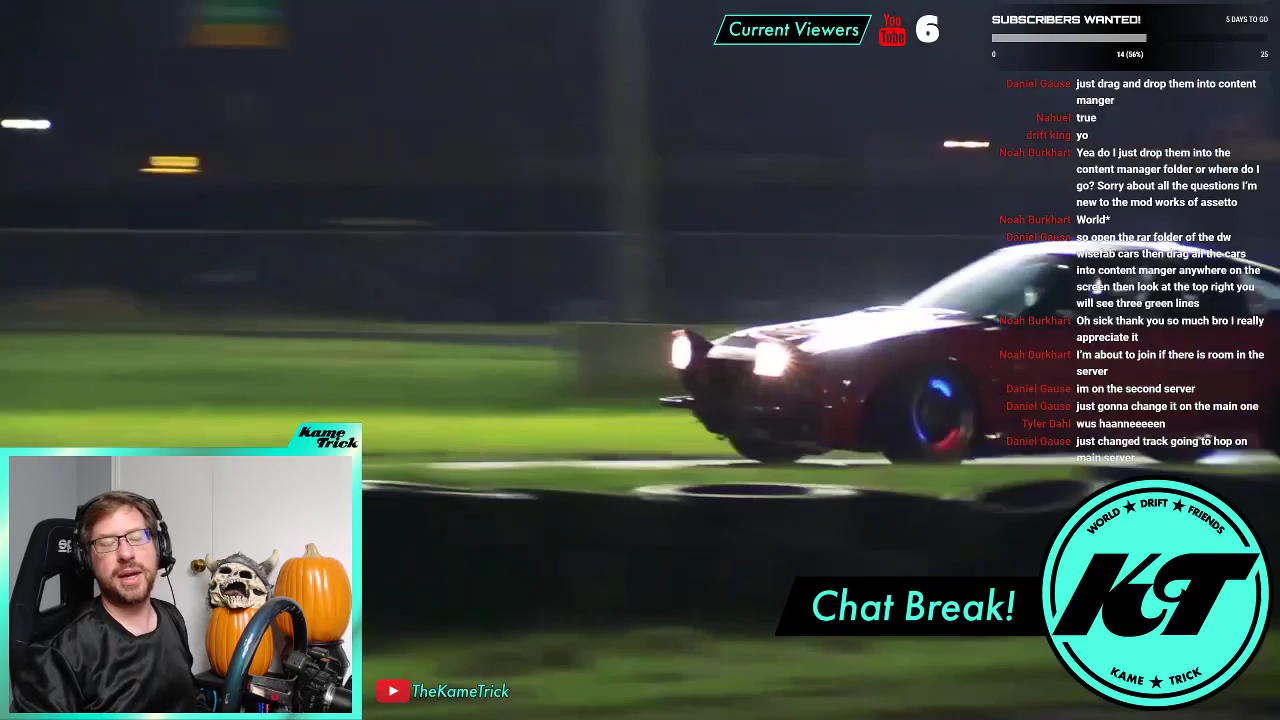 Current Viewers
You
Tube
6
SUBSCRIBERS WANTED!
5 DAYS TO GO
0
14 (56%)
25
Daniel Gause just drag and drop them into content
manger
Nahuel true
drift king yo
Noah Burkhart Yea do I just drop them into the
content manager folder or where do I
go? Sorry about all the questions I'm
new to the mod works of assetto
Noah Burkhart World*
Daniel Gause so open the rar folder of the dw
wisefab cars then drag all the cars
into content manger anywhere on the
screen then look at the top right you
will see three green lines
Noah Burkhart Oh sick thank you so much bro I really
appreciate it
Noah Burkhart I'm about to join if there is room in the
server
Daniel Gause im on the second server
Daniel Gause just gonna change it on the main one
Tyler Dahl wus haanneeeeen
Daniel Gause just changed track going to hop on
main server
Kame
Trick
Chat Break!
WORLD ★ DRIFT ★ FRIENDS
KT
KAME ★ TRICK
TheKameTrick